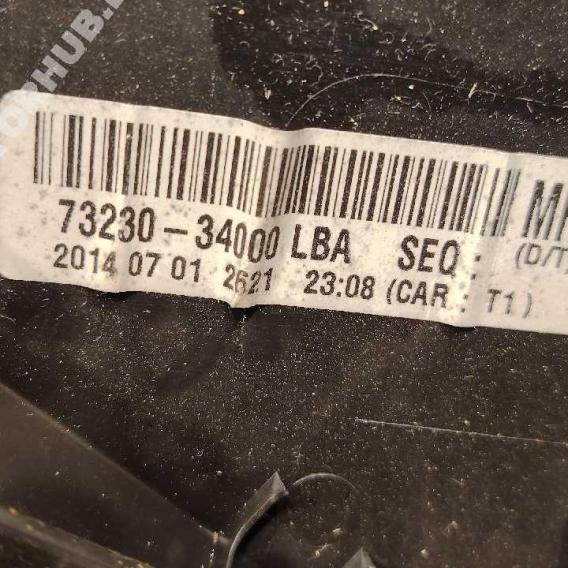 73230-34000 LBA SEQ: (D/T
2014 07 01 2621 23:08 (CAR : T1)